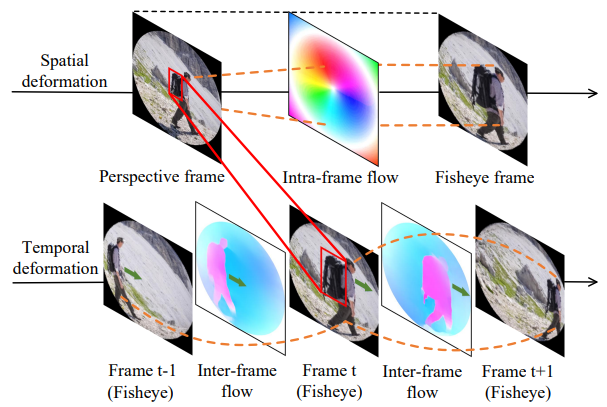 Spatial
deformation
Perspective frame
Intra-frame flow
Fisheye frame
Temporal
deformation
Frame t-1
(Fisheye)
Inter-frame
flow
Frame t
(Fisheye)
Inter-frame
flow
Frame t+1
(Fisheye)